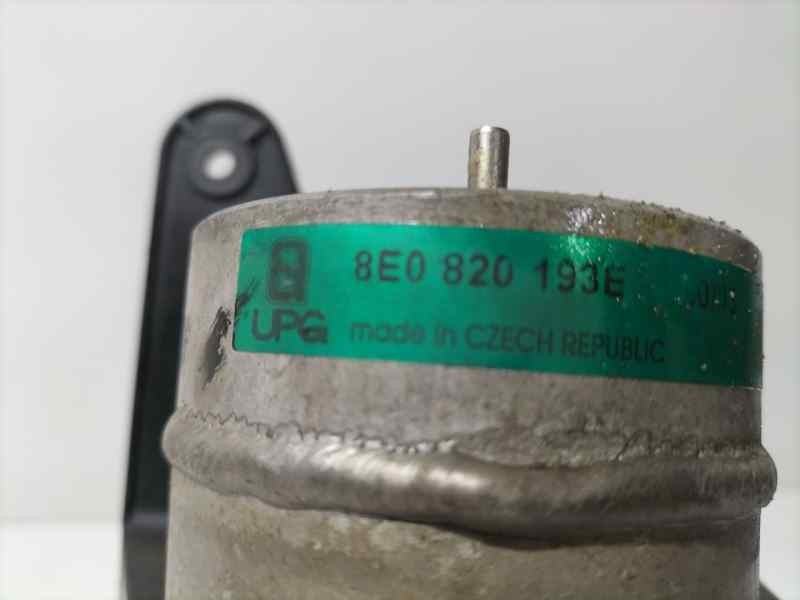 8E0 820 193E
UPG
made in CZECH REPUBLIC